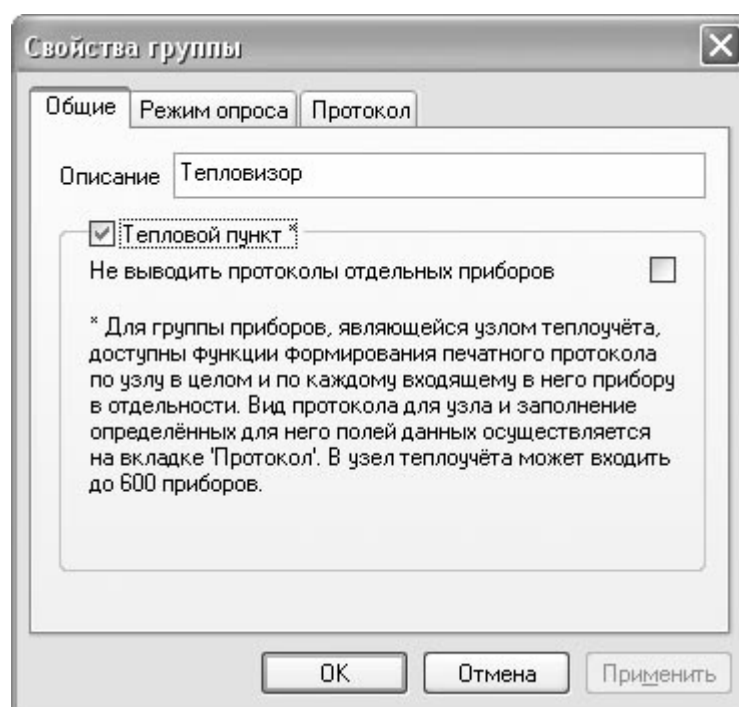 Свойства группы
Общие Режим опроса Протокол
Описание Тепловизор
Тепловой пункт *
Не выводить протоколы отдельных приборов
* Для группы приборов, являющейся узлом теплоучёта,
доступны функции формирования печатного протокола
по узлу в целом и по каждому входящему в него прибору
в отдельности. Вид протокола для узла и заполнение
определённых для него полей данных осуществляется
на вкладке 'Протокол'. В узел теплоучёта может входить
до 600 приборов.
OK Отмена Применить